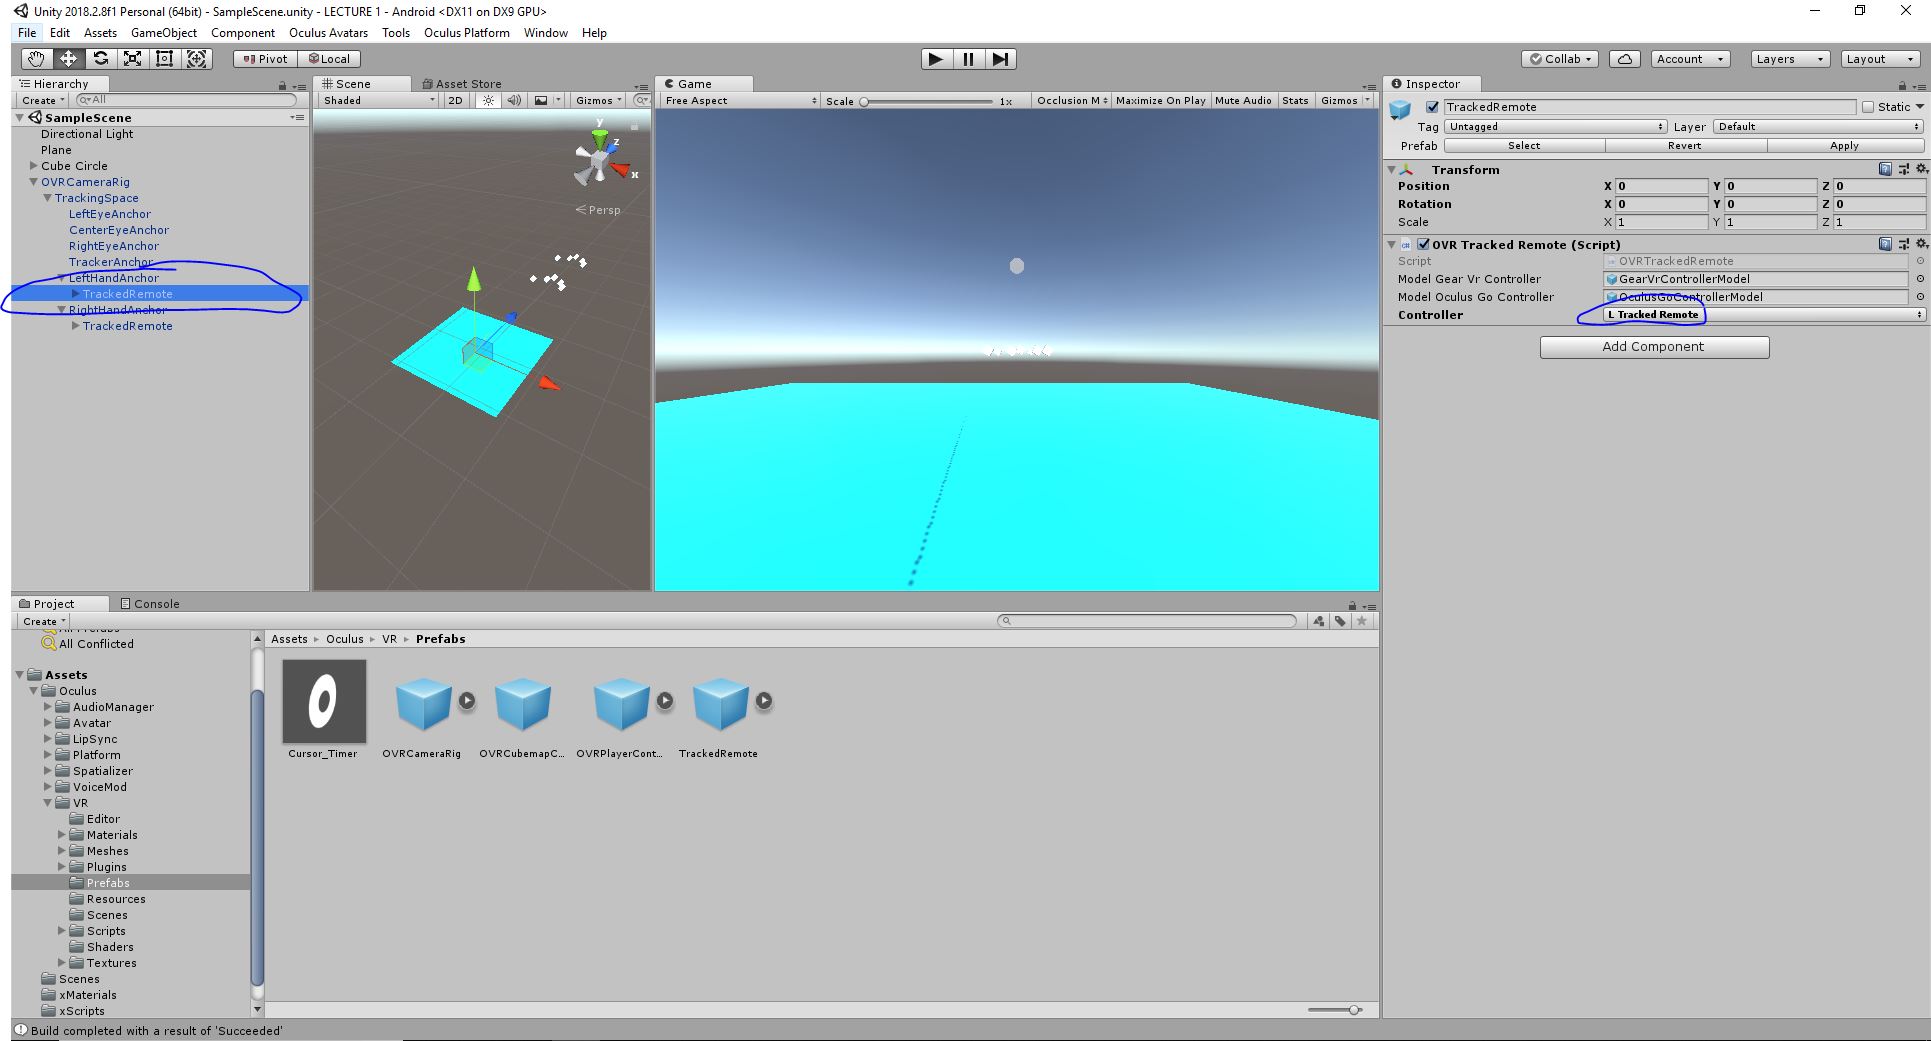 Unity 2018.2.8f1 Personal (64bit) - SampleScene.unity - LECTURE 1 - Android <DX11 on DX9 GPU>
File Edit Assets GameObject Component Oculus Avatars Tools Oculus Platform Window Help
Pivot Local Collab Account Layers Layout
Hierarchy
Create All
SampleScene
Directional Light
Plane
Cube Circle
OVRCameraRig
TrackingSpace
LeftEyeAnchor
CenterEyeAnchor
RightEyeAnchor
TrackerAnchor
LeftHandAnchor
TrackedRemote
RightHandAnchor
TrackedRemote
Scene Asset Store
Shaded 2D Gizmos
y
z
x
Persp
Game
Free Aspect Scale 1x Occlusion M Maximize On Play Mute Audio Stats Gizmos
Inspector
TrackedRemote Static
Tag Untagged Layer Default
Prefab Select Revert Apply
Transform
Position X 0 Y 0 Z 0
Rotation X 0 Y 0 Z 0
Scale X 1 Y 1 Z 1
OVR Tracked Remote (Script)
Script OVRTrackedRemote
Model Gear Vr Controller GearVrControllerModel
Model Oculus Go Controller OculusGoControllerModel
Controller L Tracked Remote
Add Component
Project Console
Create
All Prefabs
All Conflicted
Assets
Oculus
AudioManager
Avatar
LipSync
Platform
Spatializer
VoiceMod
VR
Editor
Materials
Meshes
Plugins
Prefabs
Resources
Scenes
Scripts
Shaders
Textures
Scenes
xMaterials
xScripts
Assets Oculus VR Prefabs
Cursor_Timer OVRCameraRig OVRCubemapC... OVRPlayerCont... TrackedRemote
Build completed with a result of 'Succeeded'